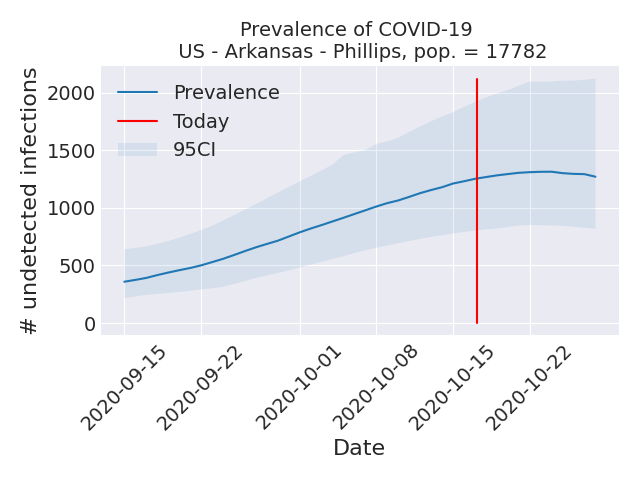 Prevalence of COVID-19
US - Arkansas - Phillips, pop. = 17782
# undetected infections
2000
1500
1000
500
0
Prevalence
Today
95CI
2020-09-15
2020-09-22
2020-10-01
2020-10-08
2020-10-15
2020-10-22
Date